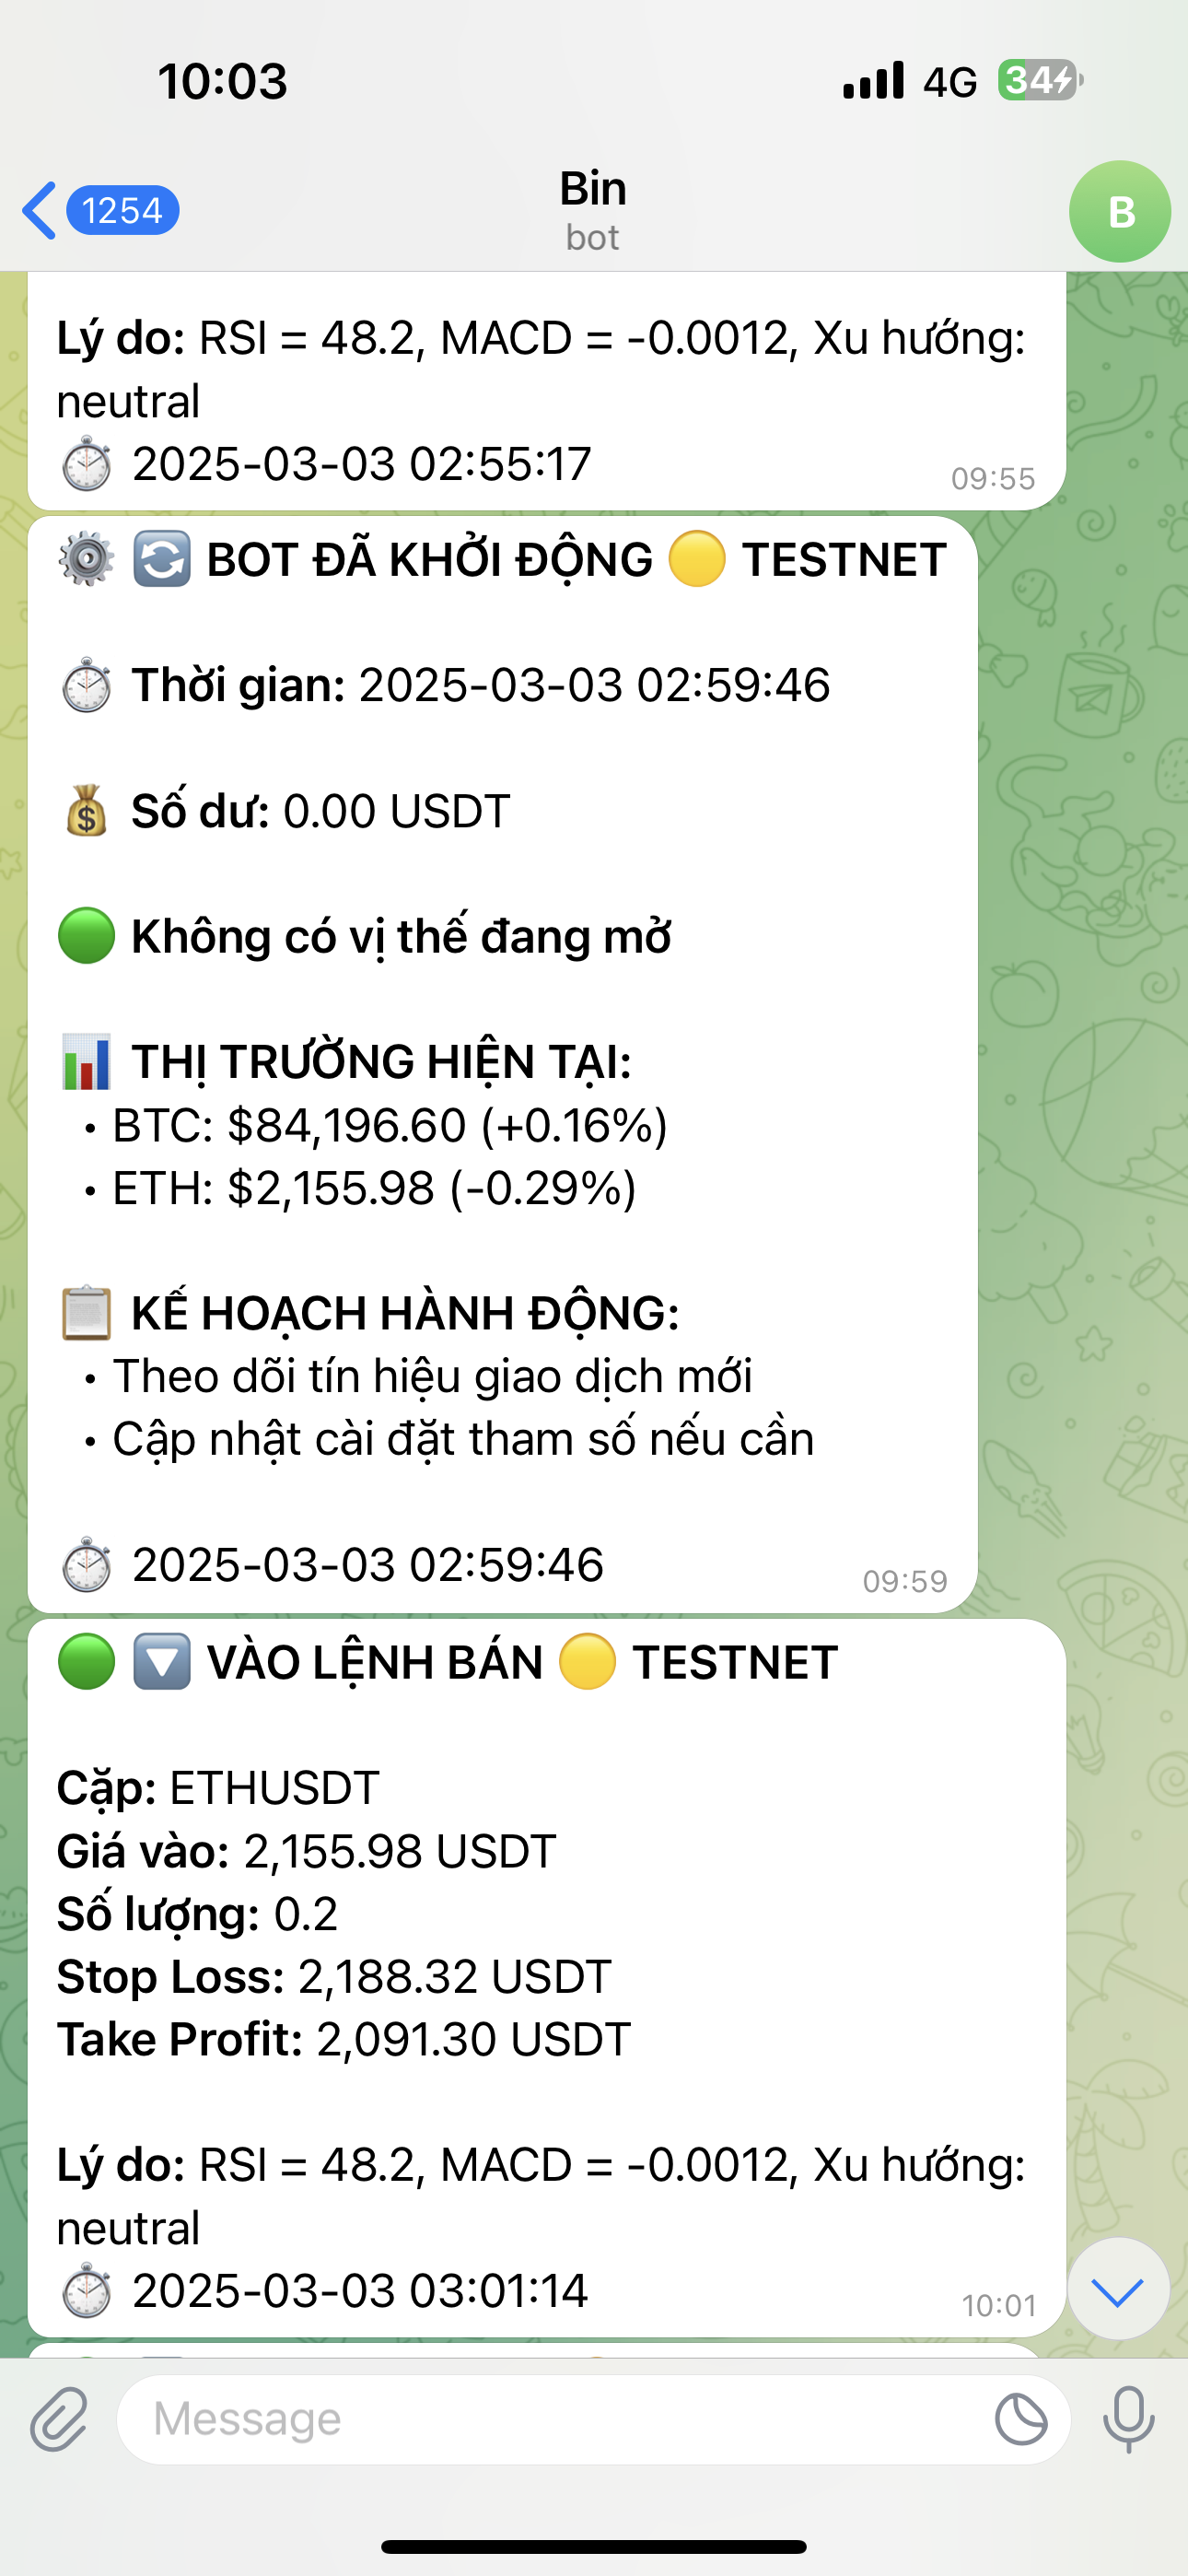 10:03
4G
34
1254
Bin
bot
B
Lý do: RSI = 48.2, MACD = -0.0012, Xu hướng:
neutral
⏱ 2025-03-03 02:55:17
09:55
⚙️ 🔄 BOT ĐÃ KHỞI ĐỘNG 🟡 TESTNET
⏱ Thời gian: 2025-03-03 02:59:46
💰 Số dư: 0.00 USDT
🟢 Không có vị thế đang mở
📊 THỊ TRƯỜNG HIỆN TẠI:
• BTC: $84,196.60 (+0.16%)
• ETH: $2,155.98 (-0.29%)
📋 KẾ HOẠCH HÀNH ĐỘNG:
• Theo dõi tín hiệu giao dịch mới
• Cập nhật cài đặt tham số nếu cần
⏱ 2025-03-03 02:59:46
09:59
🟢 🔽 VÀO LỆNH BÁN 🟡 TESTNET
Cặp: ETHUSDT
Giá vào: 2,155.98 USDT
Số lượng: 0.2
Stop Loss: 2,188.32 USDT
Take Profit: 2,091.30 USDT
Lý do: RSI = 48.2, MACD = -0.0012, Xu hướng:
neutral
⏱ 2025-03-03 03:01:14
10:01
Message